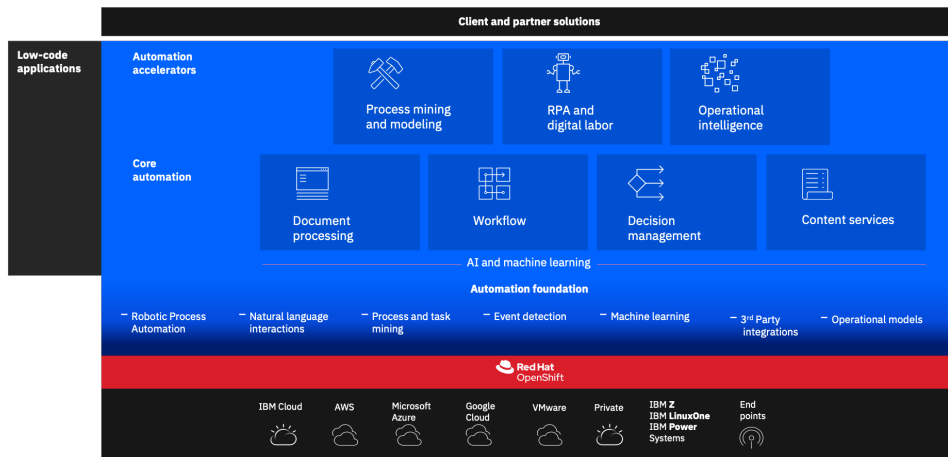 Client and partner solutions
Low-code
applications
Automation
accelerators
Process mining
and modeling
RPA and
digital labor
Operational
intelligence
Core
automation
Document
processing
Workflow
Decision
management
Content services
AI and machine learning
Automation foundation
– Robotic Process
Automation
– Natural language
interactions
– Process and task
mining
– Event detection
– Machine learning
– 3rd Party
integrations
– Operational models
Red Hat
OpenShift
IBM Cloud
AWS
Microsoft
Azure
Google
Cloud
VMware
Private
IBM Z
IBM LinuxOne
IBM Power
Systems
End
points